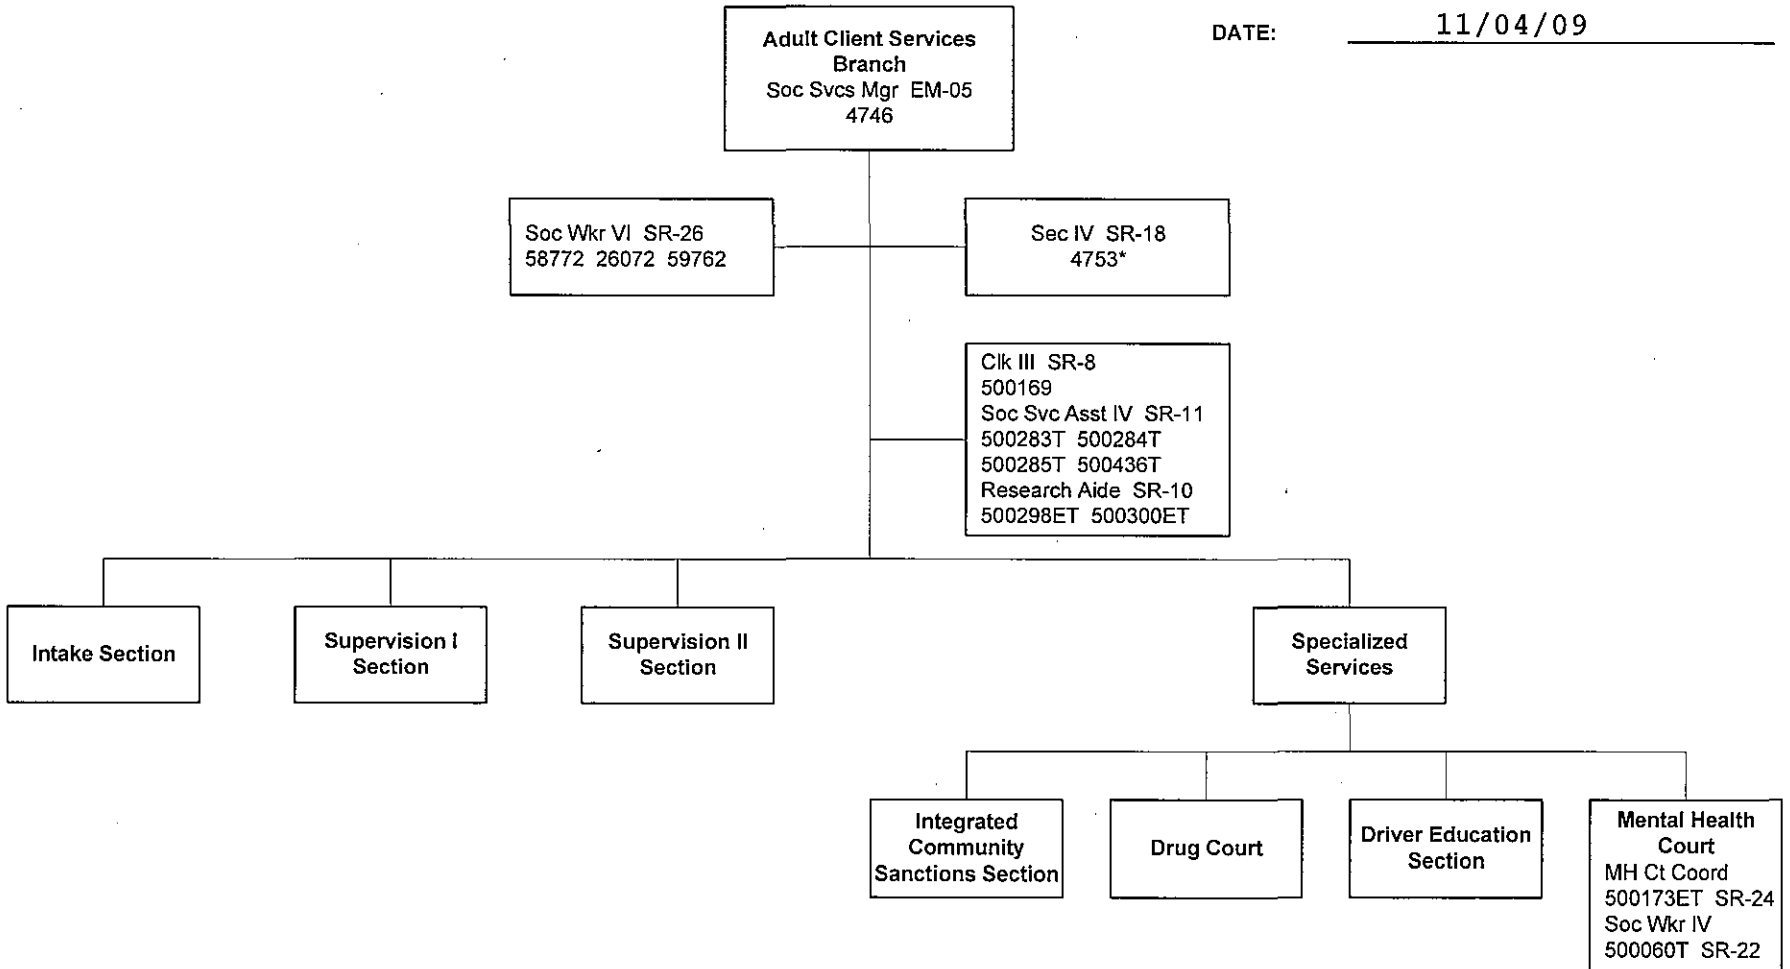 DATE: 11/04/09
Adult Client Services
Branch
Soc Svcs Mgr EM-05
4746
Soc Wkr VI SR-26
58772 26072 59762
Sec IV SR-18
4753*
Clk III SR-8
500169
Soc Svc Asst IV SR-11
500283T 500284T
500285T 500436T
Research Aide SR-10
500298ET 500300ET
Intake Section
Supervision I
Section
Supervision II
Section
Specialized
Services
Integrated
Community
Sanctions Section
Drug Court
Driver Education
Section
Mental Health
Court
MH Ct Coord
500173ET SR-24
Soc Wkr IV
500060T SR-22